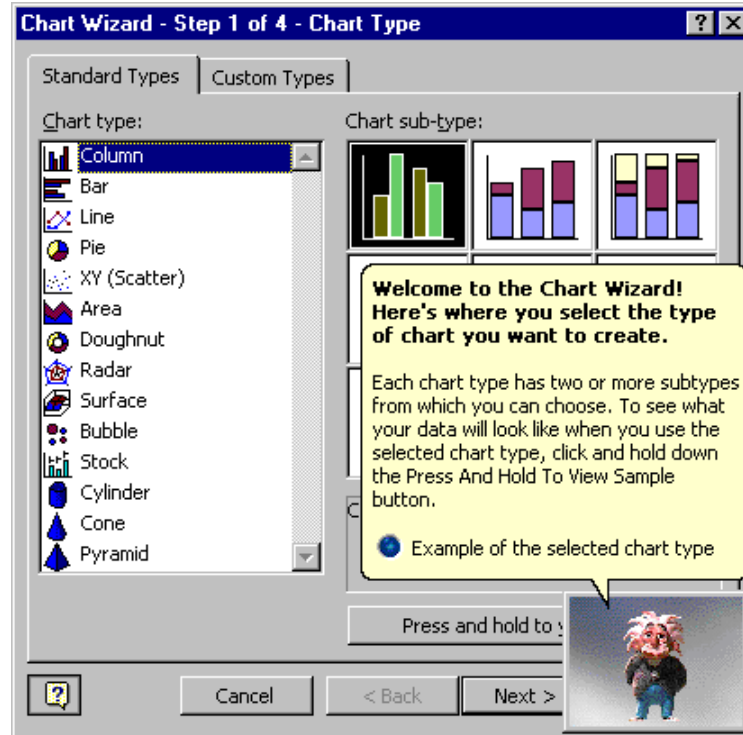 Chart Wizard - Step 1 of 4 - Chart Type
Standard Types
Custom Types
Chart type:
Chart sub-type:
Column
Bar
Line
Pie
XY (Scatter)
Area
Doughnut
Radar
Surface
Bubble
Stock
Cylinder
Cone
Pyramid
Welcome to the Chart Wizard!
Here's where you select the type
of chart you want to create.
Each chart type has two or more subtypes
from which you can choose. To see what
your data will look like when you use the
selected chart type, click and hold down
the Press And Hold To View Sample
button.
Example of the selected chart type
Press and hold to
Cancel
< Back
Next >